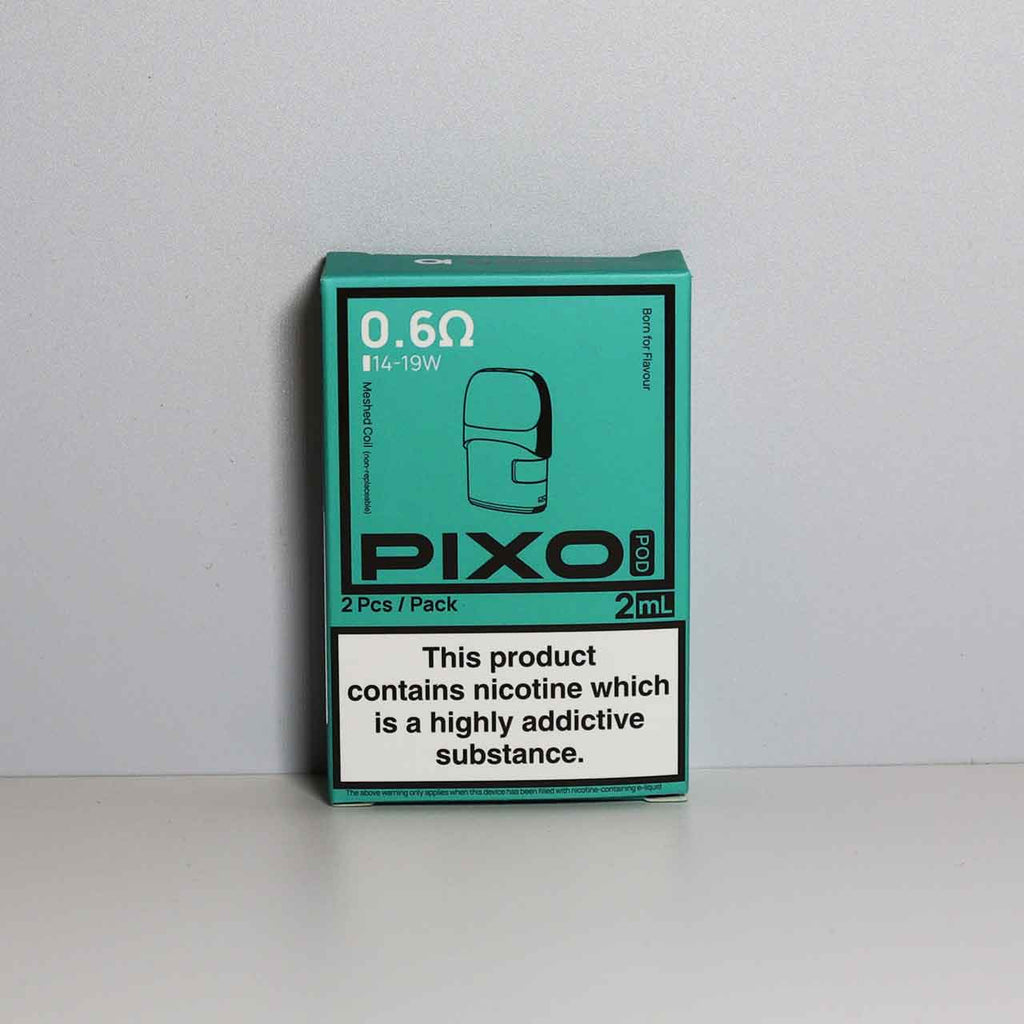 0.6Ω
14-19W
Born for Flavour
Meshed Coil (non-replaceable)
PIXO POD
2 Pcs / Pack
2mL
This product
contains nicotine which
is a highly addictive
substance.
The above warning only applies when this device has been filled with nicotine-containing e-liquid